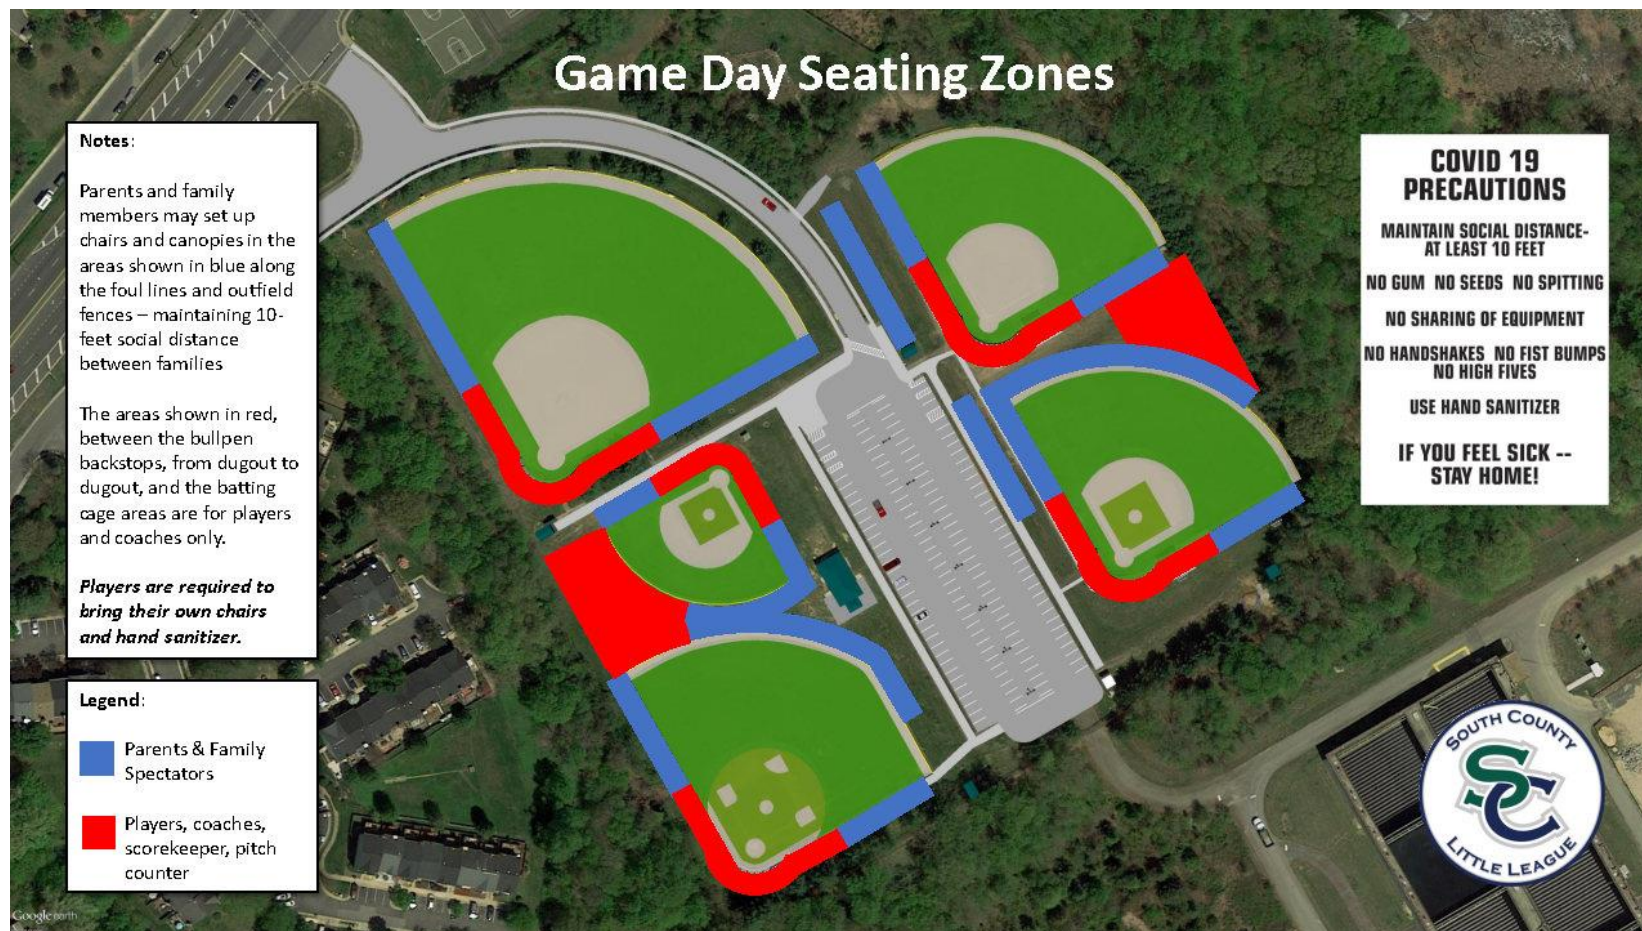 Game Day Seating Zones
Notes:
Parents and family
members may set up
chairs and canopies in the
areas shown in blue along
the foul lines and outfield
fences – maintaining 10-
feet social distance
between families
The areas shown in red,
between the bullpen
backstops, from dugout to
dugout, and the batting
cage areas are for players
and coaches only.
Players are required to
bring their own chairs
and hand sanitizer.
Legend:
Parents & Family
Spectators
Players, coaches,
scorekeeper, pitch
counter
COVID 19
PRECAUTIONS
MAINTAIN SOCIAL DISTANCE-
AT LEAST 10 FEET
NO GUM NO SEEDS NO SPITTING
NO SHARING OF EQUIPMENT
NO HANDSHAKES NO FIST BUMPS
NO HIGH FIVES
USE HAND SANITIZER
IF YOU FEEL SICK --
STAY HOME!
SOUTH COUNTY
SC
LITTLE LEAGUE
Google earth